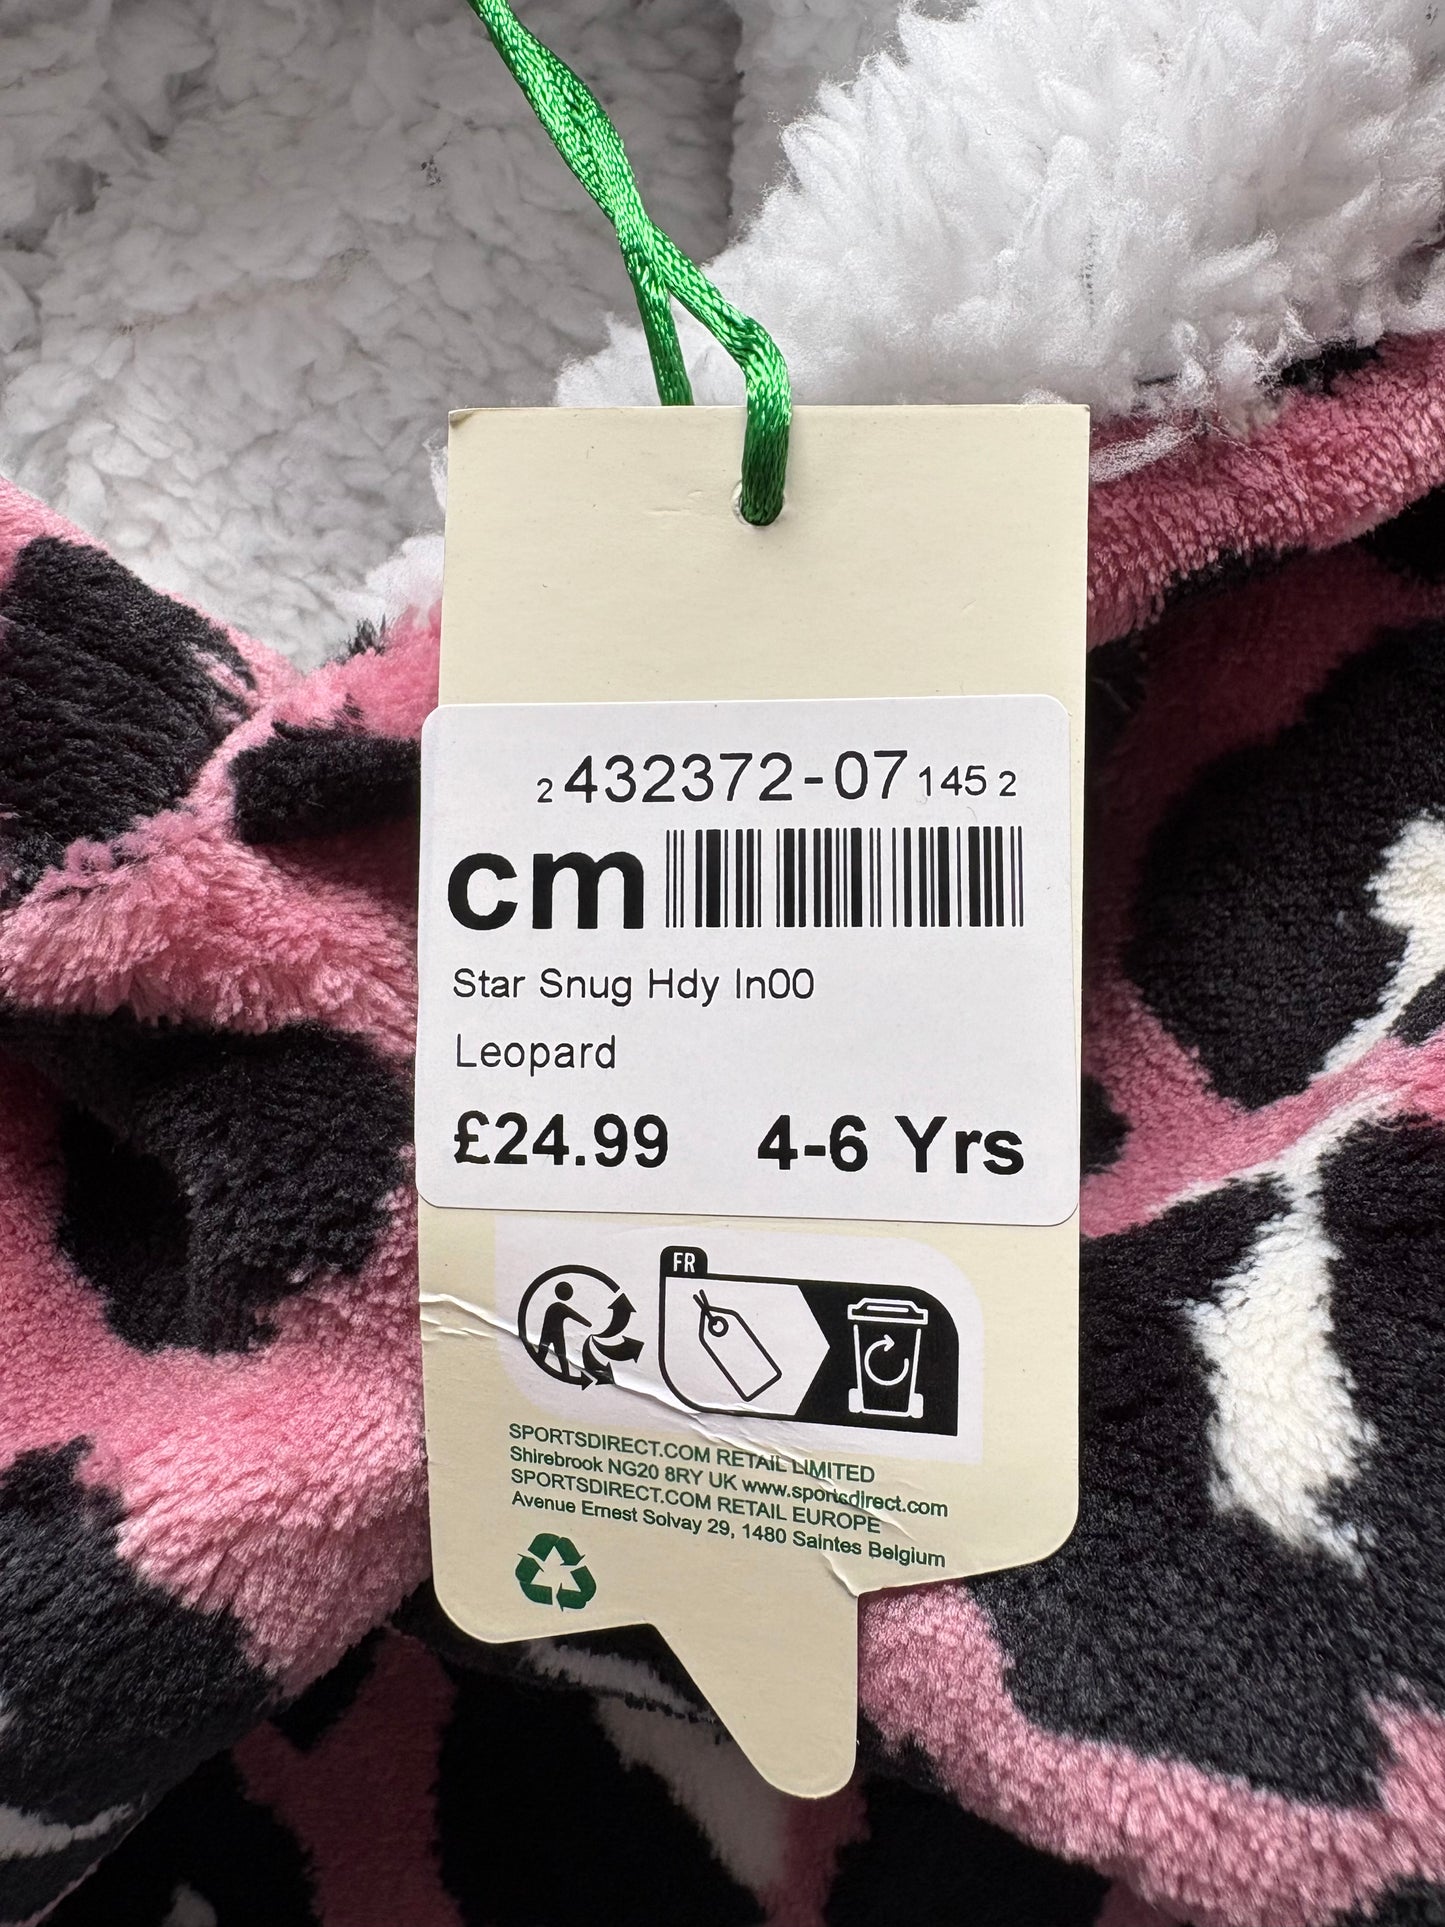 2 432372-07 145 2
cm
Star Snug Hdy In00
Leopard
£24.99 4-6 Yrs
FR
SPORTSDIRECT.COM RETAIL LIMITED
Shirebrook NG20 8RY UK www.sportsdirect.com
SPORTSDIRECT.COM RETAIL EUROPE
Avenue Ernest Solvay 29, 1480 Saintes Belgium